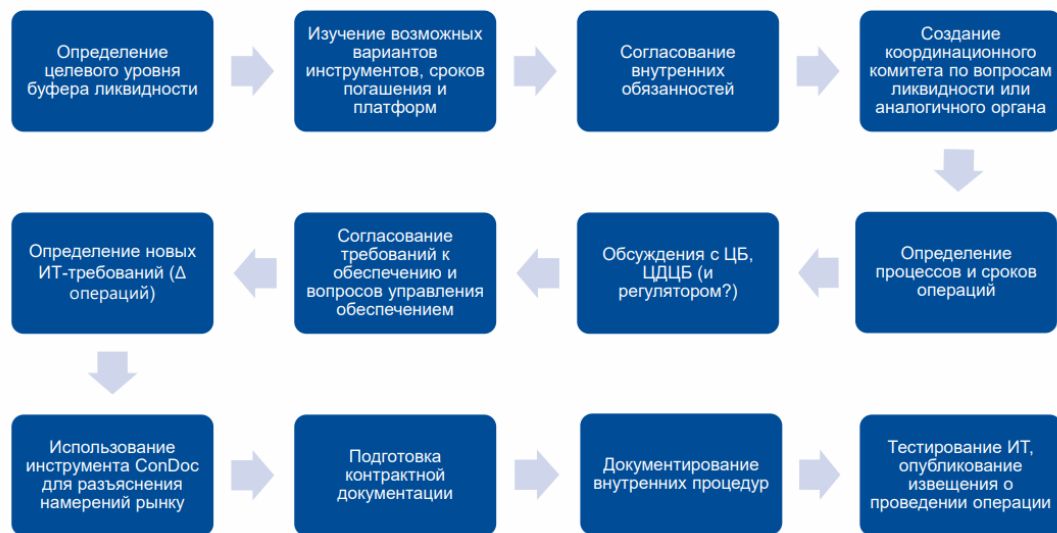 Определение
целевого уровня
буфера ликвидности
Изучение возможных
вариантов
инструментов, сроков
погашения и
платформ
Согласование
внутренних
обязанностей
Создание
координационного
комитета по вопросам
ликвидности или
аналогичного органа
Определение
процессов и сроков
операций
Обсуждения с ЦБ,
ЦДЦБ (и
регулятором?)
Согласование
требований к
обеспечению и
вопросов управления
обеспечением
Определение новых
ИТ-требований (Δ
операций)
Использование
инструмента ConDoc
для разъяснения
намерений рынку
Подготовка
контрактной
документации
Документирование
внутренних процедур
Тестирование ИТ,
опубликование
извещения о
проведении операции